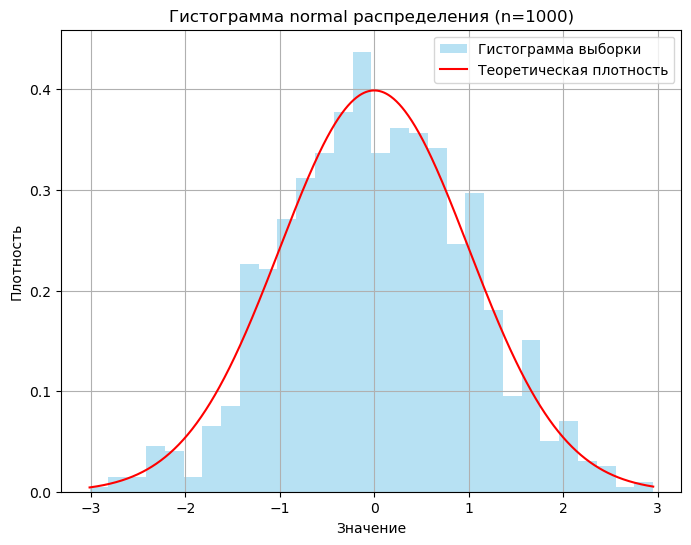 Гистограмма normal распределения (n=1000)
Гистограмма выборки
Теоретическая плотность
Плотность
0.4
0.3
0.2
0.1
0.0
−3
−2
−1
0
1
2
3
Значение